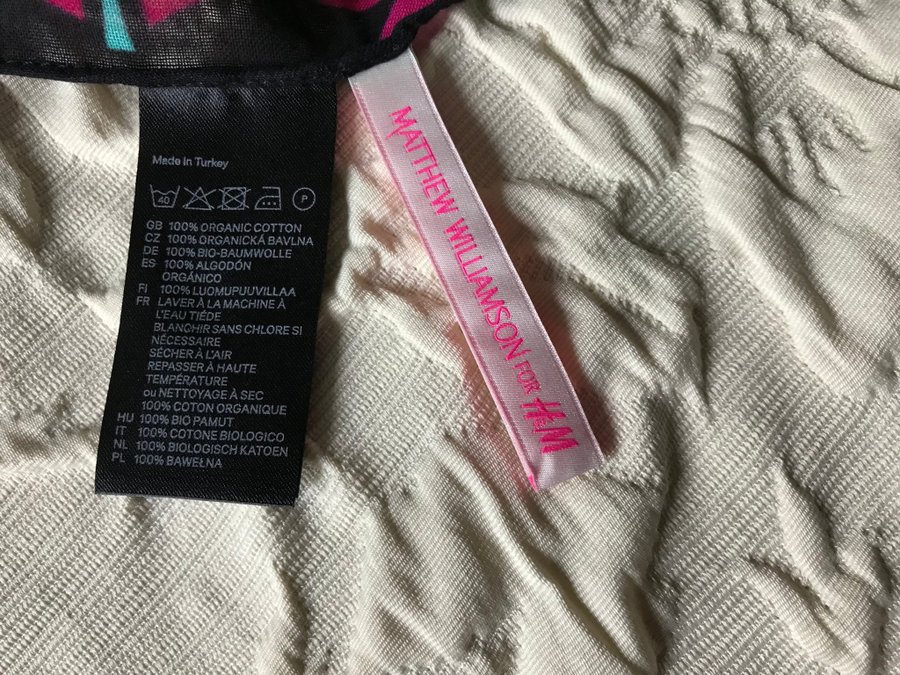 Made in Turkey
40 P
GB 100% ORGANIC COTTON
CZ 100% ORGANICKÁ BAVLNA
DE 100% BIO-BAUMWOLLE
ES 100% ALGODÓN
ORGÁNICO
FI 100% LUOMUPUUVILLAA
FR LAVER À LA MACHINE À
L'EAU TIÉDE
BLANCHIR SANS CHLORE SI
NÉCESSAIRE
SÉCHER À L'AIR
REPASSER À HAUTE
TEMPÉRATURE
OU NETTOYAGE À SEC
100% COTON ORGANIQUE
HU 100% BIO PAMUT
IT 100% COTONE BIOLOGICO
NL 100% BIOLOGISCH KATOEN
PL 100% BAWEŁNA
MATTHEW WILLIAMSON FOR H&M